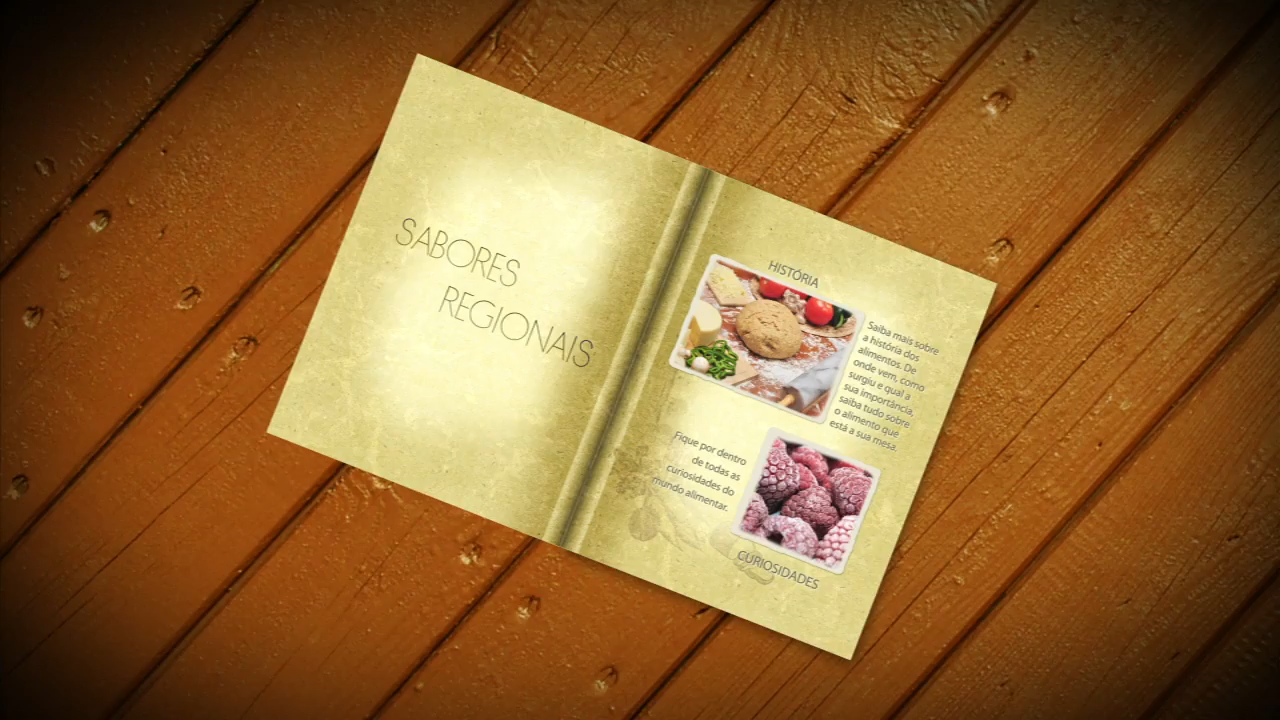 SABORES
REGIONAIS
HISTÓRIA
Saiba mais sobre
a história dos
alimentos. De
onde vem, como
surgiu e qual a
sua importância,
saiba tudo sobre
o alimento que
está a sua mesa.
Fique por dentro
de todas as
curiosidades do
mundo alimentar.
CURIOSIDADES